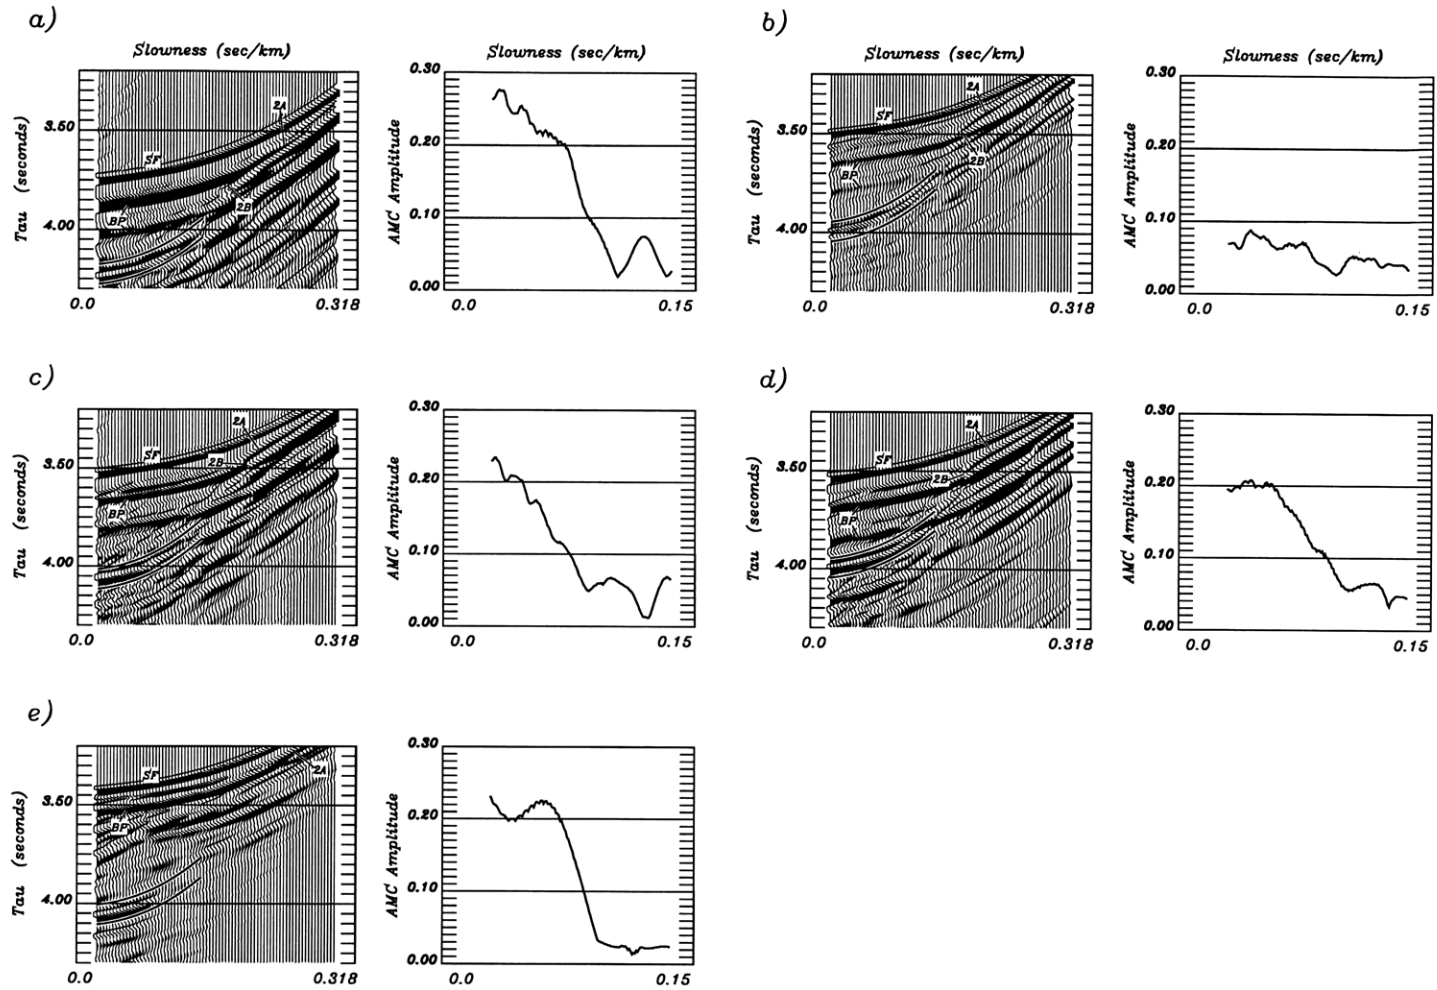 a)
Slowness (sec/km)
Slowness (sec/km)
Tau (seconds)
3.50
4.00
2A
SF
2B
BP
0.0
0.318
AMC Amplitude
0.30
0.20
0.10
0.00
0.0
0.15
b)
Slowness (sec/km)
Slowness (sec/km)
Tau (seconds)
3.50
4.00
2A
SF
2B
BP
0.0
0.318
AMC Amplitude
0.30
0.20
0.10
0.00
0.0
0.15
c)
Tau (seconds)
3.50
4.00
2A
SF
2B
BP
0.0
0.318
AMC Amplitude
0.30
0.20
0.10
0.00
0.0
0.15
d)
Tau (seconds)
3.50
4.00
2A
SF
2B
BP
0.0
0.318
AMC Amplitude
0.30
0.20
0.10
0.00
0.0
0.15
e)
Tau (seconds)
3.50
4.00
SF
2A
BP
0.0
0.318
AMC Amplitude
0.30
0.20
0.10
0.00
0.0
0.15